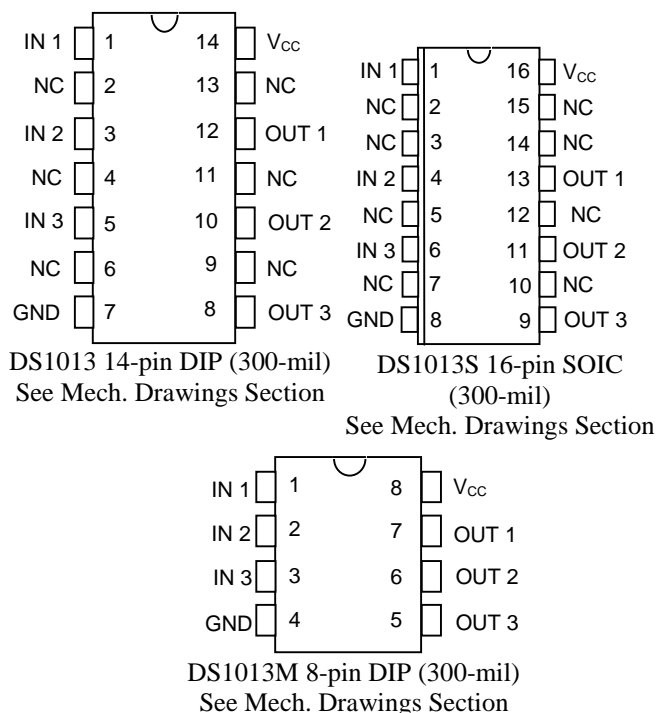 IN 1 1 14 VCC
NC 2 13 NC
IN 2 3 12 OUT 1
NC 4 11 NC
IN 3 5 10 OUT 2
NC 6 9 NC
GND 7 8 OUT 3
DS1013 14-pin DIP (300-mil)
See Mech. Drawings Section
IN 1 1 16 VCC
NC 2 15 NC
NC 3 14 NC
IN 2 4 13 OUT 1
NC 5 12 NC
IN 3 6 11 OUT 2
NC 7 10 NC
GND 8 9 OUT 3
DS1013S 16-pin SOIC
(300-mil)
See Mech. Drawings Section
IN 1 1 8 VCC
IN 2 2 7 OUT 1
IN 3 3 6 OUT 2
GND 4 5 OUT 3
DS1013M 8-pin DIP (300-mil)
See Mech. Drawings Section